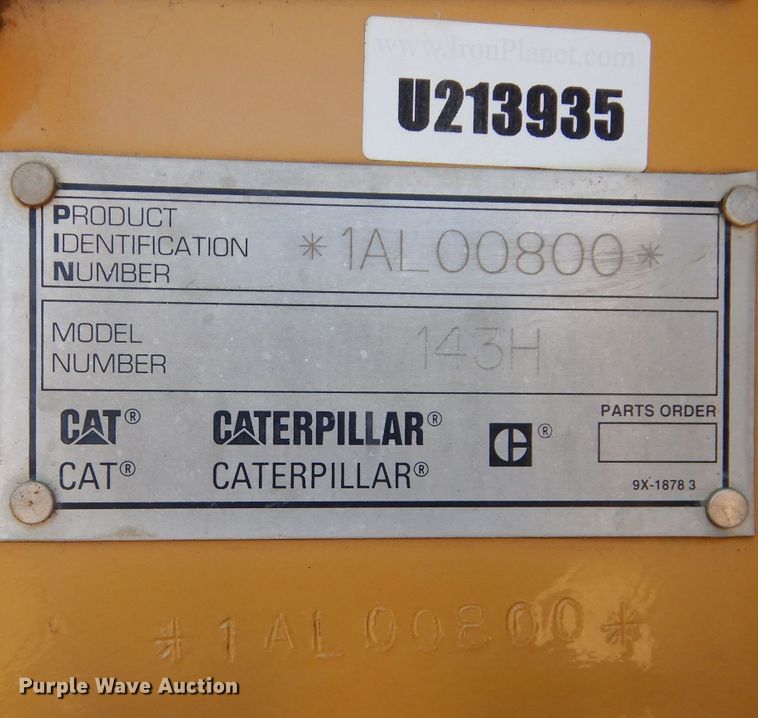 www.IronPlanet.com
U213935
PRODUCT
IDENTIFICATION
NUMBER
*1AL00800*
MODEL
NUMBER
143H
CAT® CATERPILLAR® ®
CAT® CATERPILLAR®
PARTS ORDER
9X-1878 3
*1AL00800*
Purple Wave Auction